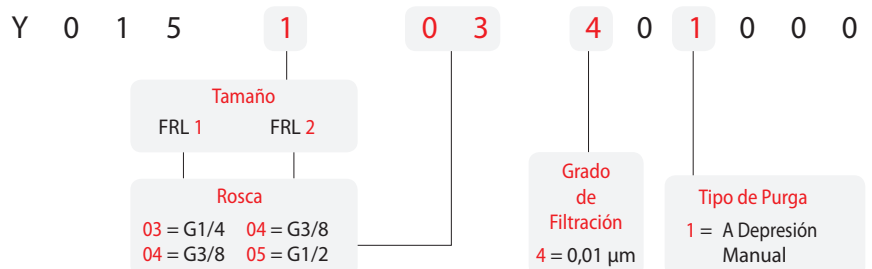 Y 0 1 5 1 0 3 4 0 1 0 0 0
Tamaño
FRL 1 FRL 2
Rosca
03 = G1/4 04 = G3/8
04 = G3/8 05 = G1/2
Grado
de
Filtración
4 = 0,01 µm
Tipo de Purga
1 = A Depresión
Manual